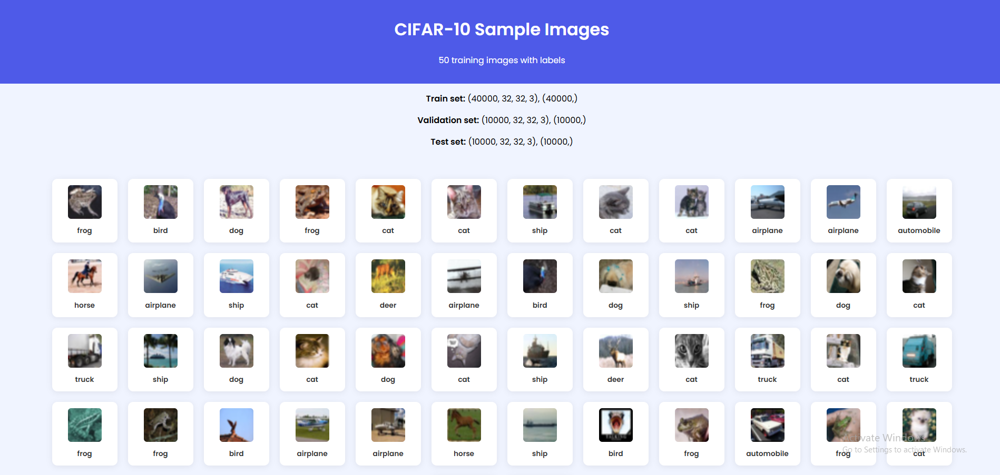 CIFAR-10 Sample Images
50 training images with labels
Train set: (40000, 32, 32, 3), (40000,)
Validation set: (10000, 32, 32, 3), (10000,)
Test set: (10000, 32, 32, 3), (10000,)
frog bird dog frog cat cat ship cat cat airplane airplane automobile
horse airplane ship cat deer airplane bird dog ship frog dog cat
truck ship dog cat dog cat ship deer cat truck cat truck
frog frog bird airplane airplane horse ship bird frog automobile frog cat
Activate Windows
Go to Settings to activate Windows.